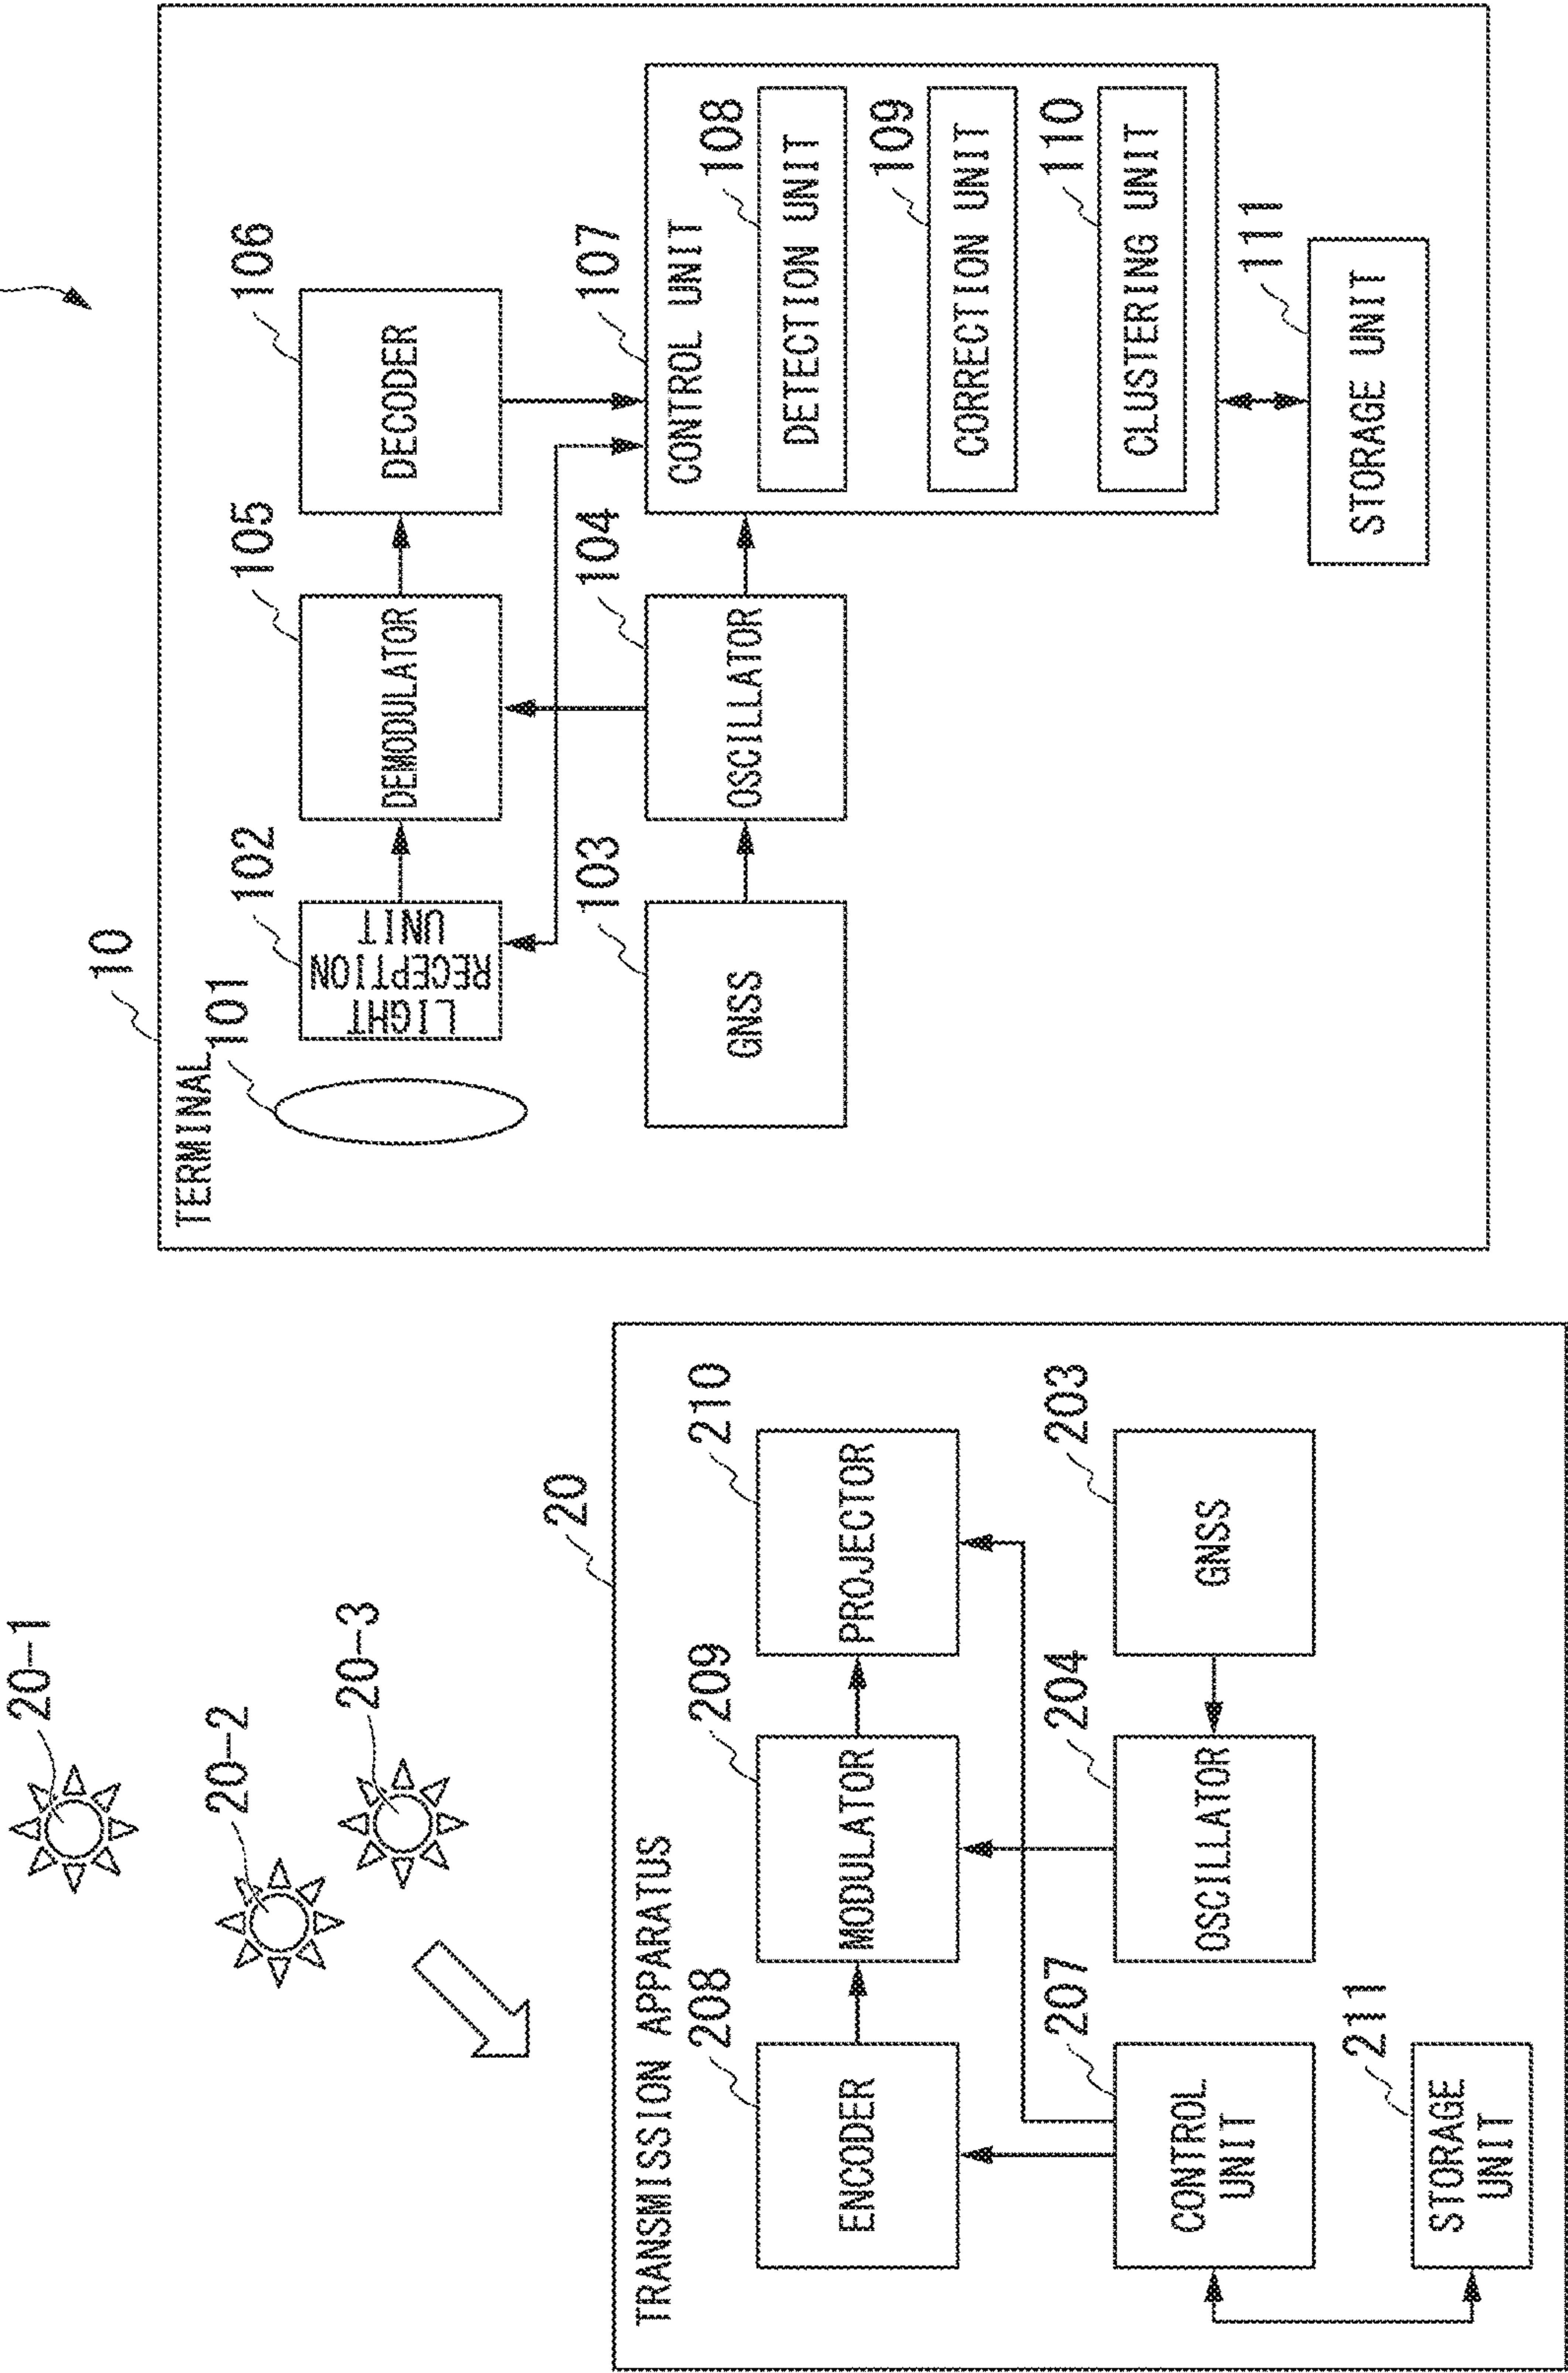 20-1
20-2
20-3
20
TRANSMISSION APPARATUS
208
ENCODER
209
MODULATOR
210
PROJECTOR
207
CONTROL
UNIT
204
OSCILLATOR
203
GNSS
211
STORAGE
UNIT
10
TERMINAL
101
102
LIGHT
RECEPTION
UNIT
105
DEMODULATOR
106
DECODER
103
GNSS
104
OSCILLATOR
107
CONTROL UNIT
108
DETECTION UNIT
109
CORRECTION UNIT
110
CLUSTERING UNIT
111
STORAGE UNIT